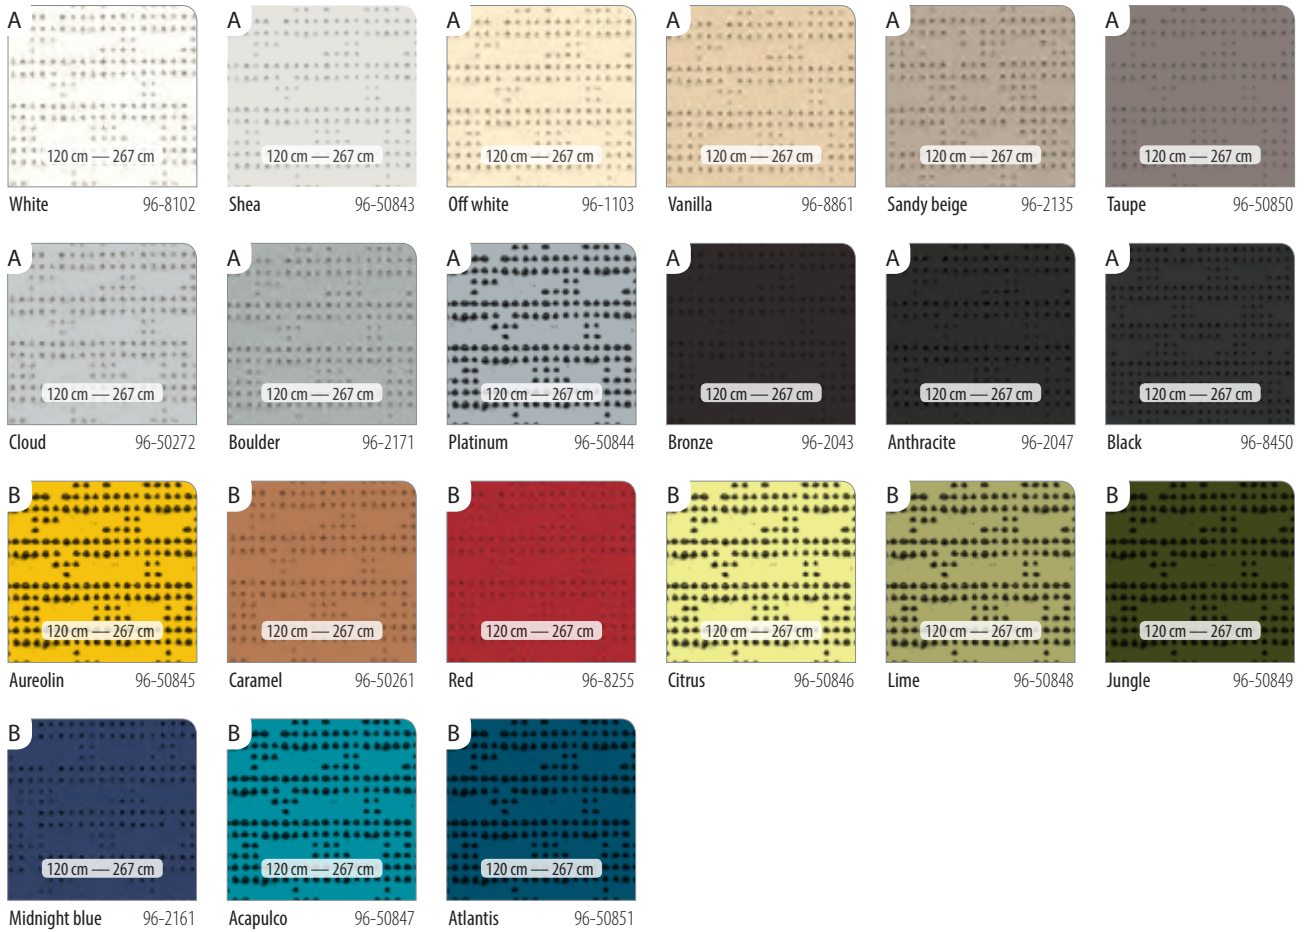 A A A A A A
120 cm — 267 cm 120 cm — 267 cm 120 cm — 267 cm 120 cm — 267 cm 120 cm — 267 cm 120 cm — 267 cm
White 96-8102 Shea 96-50843 Off white 96-1103 Vanilla 96-8861 Sandy beige 96-2135 Taupe 96-50850
A A A A A A
120 cm — 267 cm 120 cm — 267 cm 120 cm — 267 cm 120 cm — 267 cm 120 cm — 267 cm 120 cm — 267 cm
Cloud 96-50272 Boulder 96-2171 Platinum 96-50844 Bronze 96-2043 Anthracite 96-2047 Black 96-8450
B B B B B B
120 cm — 267 cm 120 cm — 267 cm 120 cm — 267 cm 120 cm — 267 cm 120 cm — 267 cm 120 cm — 267 cm
Aureolin 96-50845 Caramel 96-50261 Red 96-8255 Citrus 96-50846 Lime 96-50848 Jungle 96-50849
B B B
120 cm — 267 cm 120 cm — 267 cm 120 cm — 267 cm
Midnight blue 96-2161 Acapulco 96-50847 Atlantis 96-50851